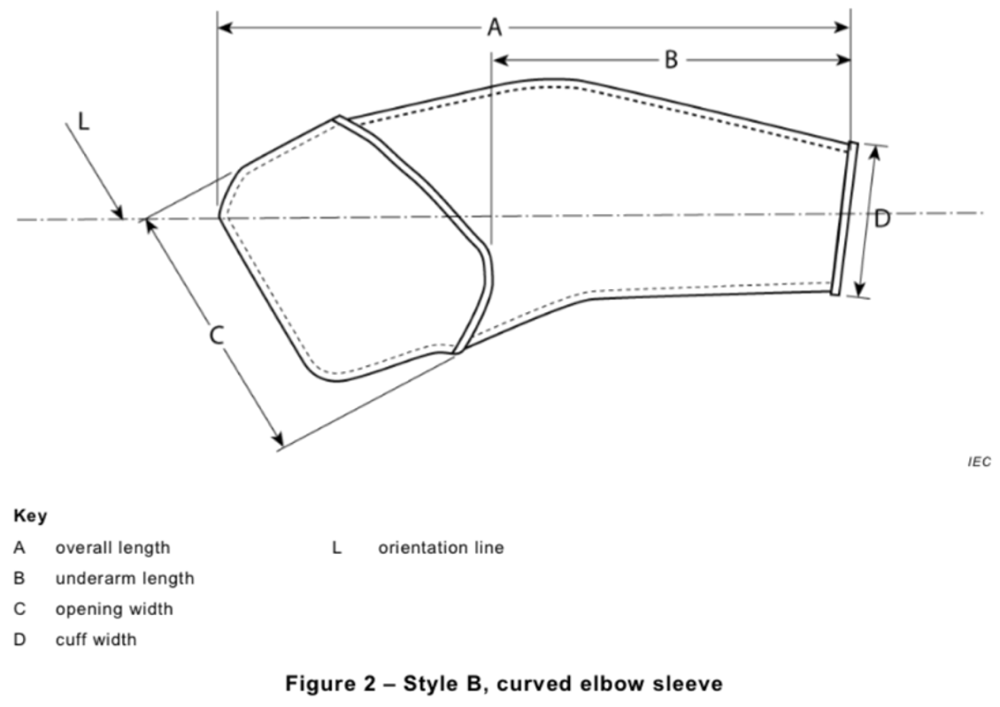 A
B
L
D
C
IEC
Key
A overall length L orientation line
B underarm length
C opening width
D cuff width
Figure 2 – Style B, curved elbow sleeve